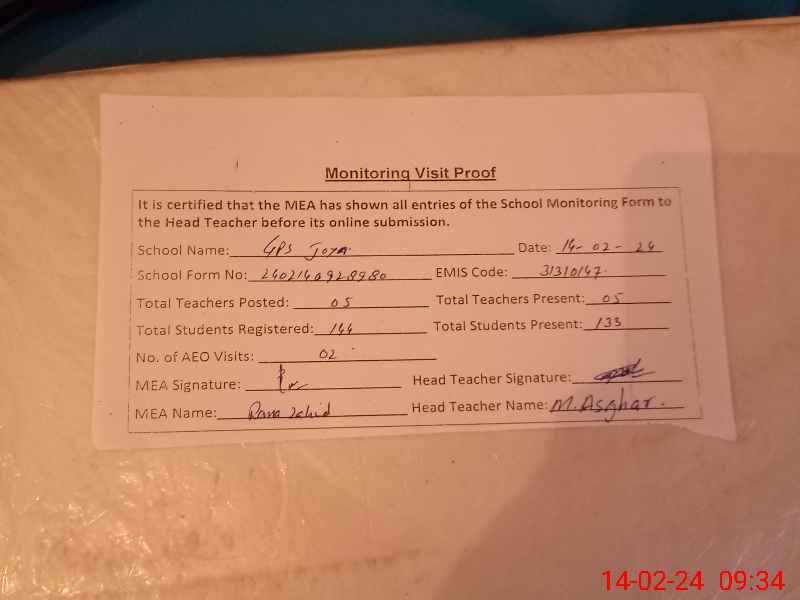 Monitoring Visit Proof
It is certified that the MEA has shown all entries of the School Monitoring Form to
the Head Teacher before its online submission.
School Name: GPS Joya. Date: 14-02-24
School Form No: 2402140928980 EMIS Code: 31310147
Total Teachers Posted: 05 Total Teachers Present: 05
Total Students Registered: 144 Total Students Present: 133
No. of AEO Visits: 02
MEA Signature: Head Teacher Signature:
MEA Name: Rana Zahid Head Teacher Name: M. Asghar.
14-02-24 09:34